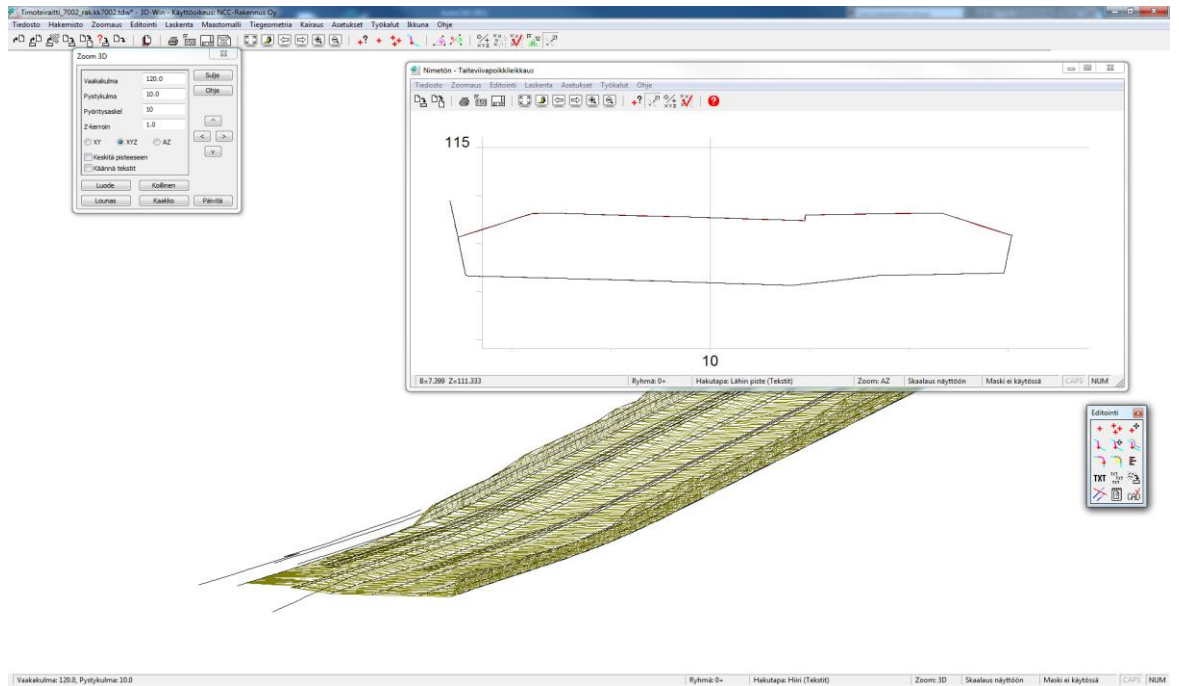 Timoteiraitti_7002_rak.kk7002.tdw* - 3D-Win - Käyttöoikeus: NCC-Rakennus Oy
Tiedosto Hakemisto Zoomaus Editointi Laskenta Maastomalli Tiegeometria Kairaus Asetukset Työkalut Ikkuna Ohje
Zoom 3D
Vaakakulma 120.0 Sulje
Pystykulma 10.0 Ohje
Pyöritysaskel 10
Z-kerroin 1.0
XY XYZ AZ
Keskitä pisteeseen
Käännä tekstit
Luode Koillinen
Lounas Kaakko Päivitä
Nimetön - Taiteviivapoikkileikkaus
Tiedosto Zoomaus Editointi Laskenta Asetukset Työkalut Ohje
115
10
B=7.399 Z=111.333 Ryhmä: 0+ Hakutapa: Lähin piste (Tekstit) Zoom: AZ Skaalaus näyttöön Maski ei käytössä CAPS NUM
Editointi
TXT
Vaakakulma: 120.0, Pystykulma: 10.0 Ryhmä: 0+ Hakutapa: Hiiri (Tekstit) Zoom: 3D Skaalaus näyttöön Maski ei käytössä CAPS NUM